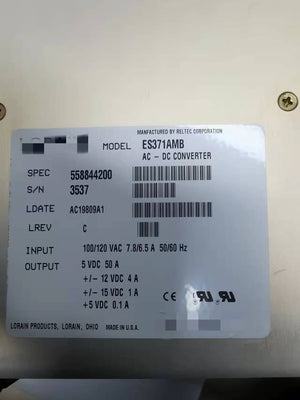 MANUFACTURED BY RELTEC CORPORATION
MODEL ES371AMB
AC - DC CONVERTER
SPEC 558844200
S/N 3537
LDATE AC19809A1
LREV C
INPUT 100/120 VAC 7.8/6.5 A 50/60 Hz
OUTPUT 5 VDC 50 A
+/- 12 VDC 4 A
+/- 15 VDC 1 A
+5 VDC 0.1 A
LORAIN PRODUCTS, LORAIN, OHIO MADE IN U.S.A.